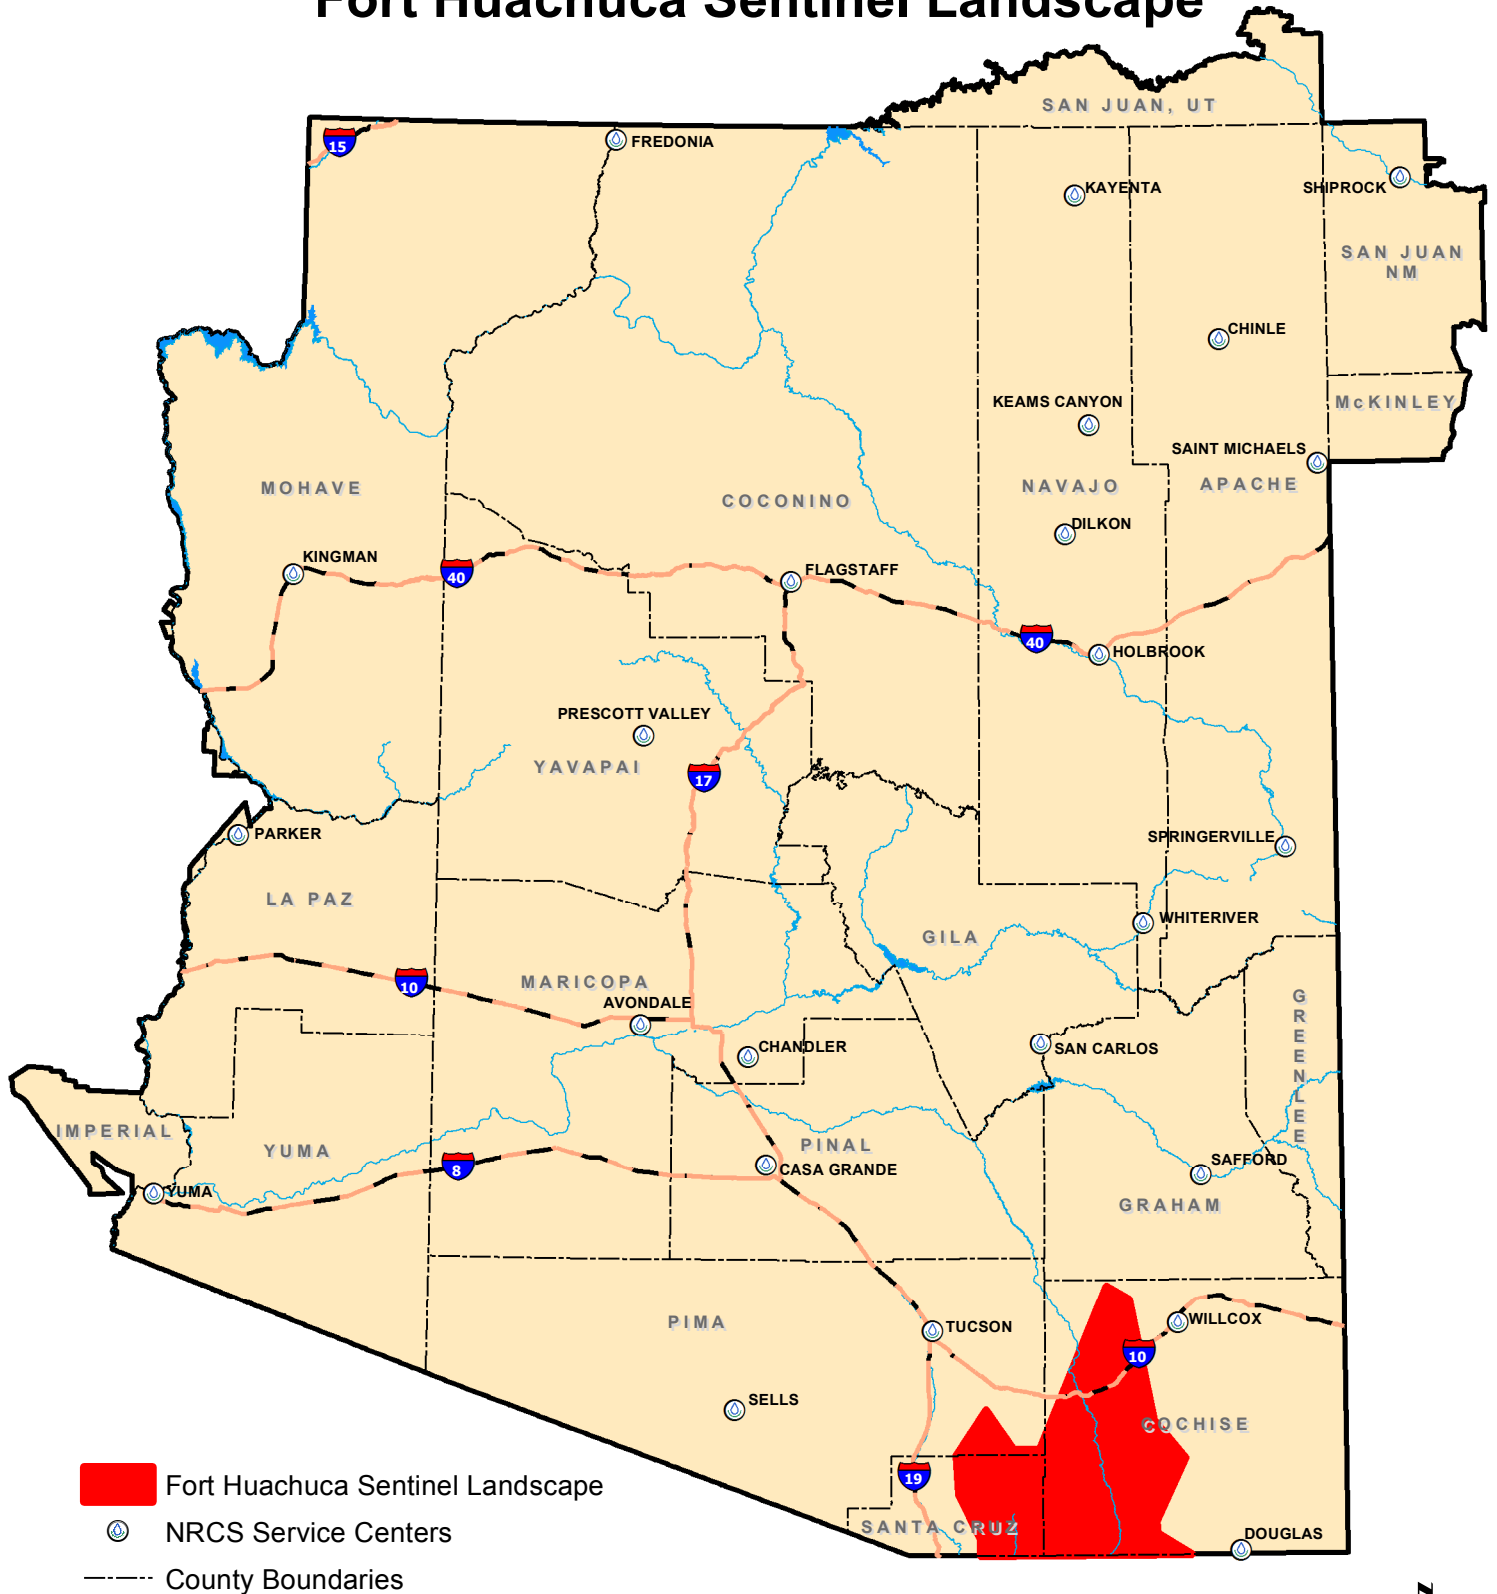 Fort Huachuca Sentinel Landscape
SAN JUAN, UT
15
FREDONIA
KAYENTA
SHIPROCK
SAN JUAN
NM
CHINLE
KEAMS CANYON
McKINLEY
SAINT MICHAELS
MOHAVE
COCONINO
NAVAJO
APACHE
DILKON
KINGMAN
40
FLAGSTAFF
40
HOLBROOK
PRESCOTT VALLEY
YAVAPAI
17
PARKER
SPRINGERVILLE
LA PAZ
WHITERIVER
GILA
10
MARICOPA
AVONDALE
GREENLEE
CHANDLER
SAN CARLOS
IMPERIAL
YUMA
PINAL
8
CASA GRANDE
SAFFORD
YUMA
GRAHAM
PIMA
TUCSON
WILLCOX
10
SELLS
COCHISE
19
SANTA CRUZ
DOUGLAS
Fort Huachuca Sentinel Landscape
NRCS Service Centers
County Boundaries